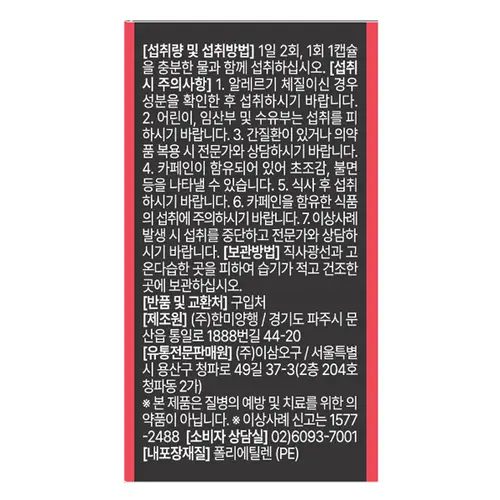 [섭취량 및 섭취방법] 1일 2회, 1회 1캡슐
을 충분한 물과 함께 섭취하십시오. [섭취
시 주의사항] 1. 알레르기 체질이신 경우
성분을 확인한 후 섭취하시기 바랍니다.
2. 어린이, 임산부 및 수유부는 섭취를 피
하시기 바랍니다. 3. 간질환이 있거나 의약
품 복용 시 전문가와 상담하시기 바랍니다.
4. 카페인이 함유되어 있어 초조감, 불면
등을 나타낼 수 있습니다. 5. 식사 후 섭취
하시기 바랍니다. 6. 카페인을 함유한 식품
의 섭취에 주의하시기 바랍니다. 7. 이상사례
발생 시 섭취를 중단하고 전문가와 상담하
시기 바랍니다. [보관방법] 직사광선과 고
온다습한 곳을 피하여 습기가 적고 건조한
곳에 보관하십시오.
[반품 및 교환처] 구입처
[제조원] (주)한미양행 / 경기도 파주시 문
산읍 통일로 1888번길 44-20
[유통전문판매원] (주)이삼오구 / 서울특별
시 용산구 청파로 49길 37-3(2층 204호
청파동 2가)
※ 본 제품은 질병의 예방 및 치료를 위한 의
약품이 아닙니다. ※ 이상사례 신고는 1577
-2488 [소비자 상담실] 02)6093-7001
[내포장재질] 폴리에틸렌 (PE)